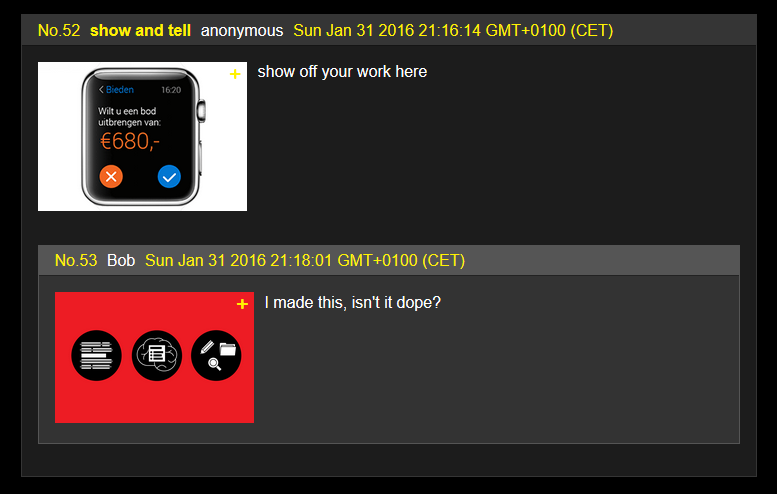 No.52 show and tell anonymous Sun Jan 31 2016 21:16:14 GMT+0100 (CET)
+
show off your work here
< Bieden 16:20
Wilt u een bod
uitbrengen van:
€680,-
No.53 Bob Sun Jan 31 2016 21:18:01 GMT+0100 (CET)
+
I made this, isn't it dope?